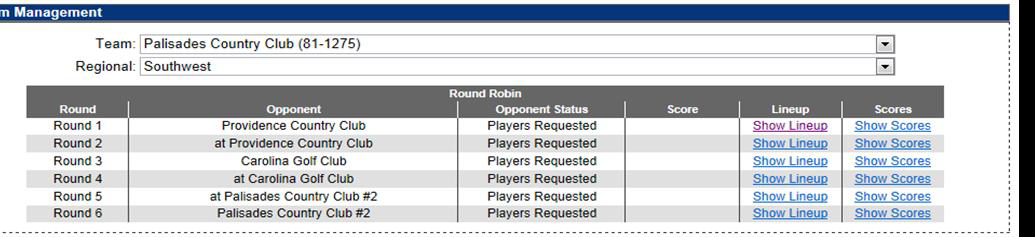 m Management
Team: Palisades Country Club (81-1275)
Regional: Southwest
Round Robin
Round Opponent Opponent Status Score Lineup Scores
Round 1 Providence Country Club Players Requested Show Lineup Show Scores
Round 2 at Providence Country Club Players Requested Show Lineup Show Scores
Round 3 Carolina Golf Club Players Requested Show Lineup Show Scores
Round 4 at Carolina Golf Club Players Requested Show Lineup Show Scores
Round 5 at Palisades Country Club #2 Players Requested Show Lineup Show Scores
Round 6 Palisades Country Club #2 Players Requested Show Lineup Show Scores